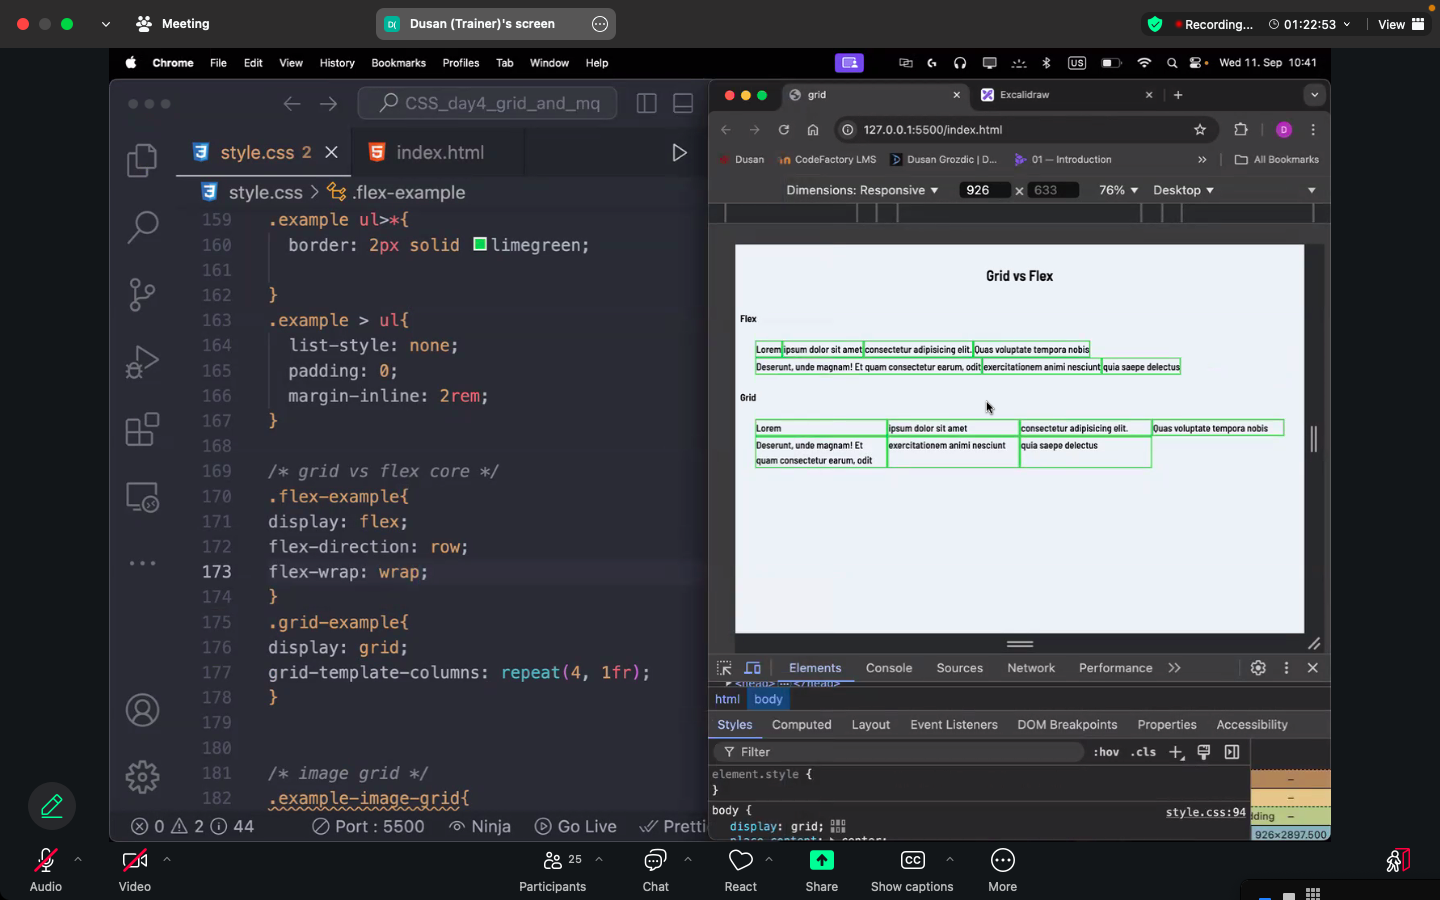 Meeting
D(
Dusan (Trainer)'s screen
Recording...
01:22:53
View
Chrome File Edit View History Bookmarks Profiles Tab Window Help
US
Wed 11. Sep 10:41
CSS_day4_grid_and_mq
style.css 2
index.html
style.css > .flex-example
159 .example ul>*{
160 border: 2px solid limegreen;
161
162 }
163 .example > ul{
164 list-style: none;
165 padding: 0;
166 margin-inline: 2rem;
167 }
168
169 /* grid vs flex core */
170 .flex-example{
171 display: flex;
172 flex-direction: row;
173 flex-wrap: wrap;
174 }
175 .grid-example{
176 display: grid;
177 grid-template-columns: repeat(4, 1fr);
178 }
179
180
181 /* image grid */
182 .example-image-grid{
0 2 44 Port : 5500 Ninja Go Live Pretti
grid
Excalidraw
127.0.0.1:5500/index.html
D
Dusan
CodeFactory LMS
Dusan Grozdic | D...
01 — Introduction
All Bookmarks
Dimensions: Responsive 926 × 633 76% Desktop
Grid vs Flex
Flex
Lorem ipsum dolor sit amet consectetur adipisicing elit. Quas voluptate tempora nobis
Deserunt, unde magnam! Et quam consectetur earum, odit exercitationem animi nesciunt quia saepe delectus
Grid
Lorem ipsum dolor sit amet consectetur adipisicing elit. Quas voluptate tempora nobis
Deserunt, unde magnam! Et exercitationem animi nesciunt quia saepe delectus
quam consectetur earum, odit
Elements Console Sources Network Performance
<head> </head>
html body
Styles Computed Layout Event Listeners DOM Breakpoints Properties Accessibility
Filter :hov .cls
element.style {
}
body { style.css:94
display: grid;
place-content: center;
dding
926×2897.500
Audio
Video
Participants 25
Chat
React
Share
CC
Show captions
More